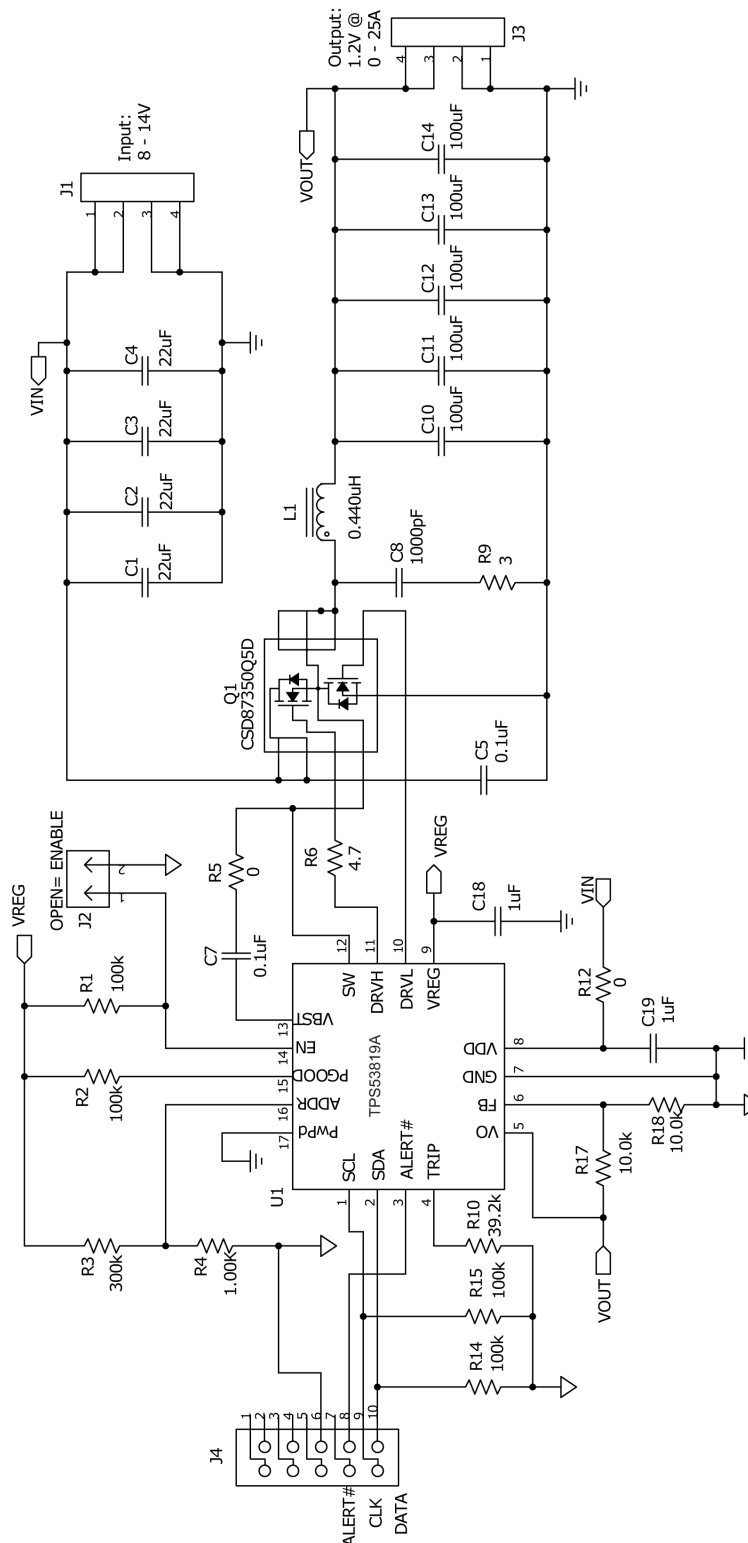 J4
ALERT#
CLK
DATA
1
2
3
4
5
6
7
8
9
10
R3
300k
R4
1.00k
R2
100k
R1
100k
VREG
J2
OPEN= ENABLE
1
2
R14
100k
R15
100k
R10
39.2k
U1
TPS53819A
SCL
1
SDA
2
ALERT#
3
TRIP
4
VO
5
FB
6
GND
7
VDD
8
VREG
9
DRVL
10
DRVH
11
SW
12
VBST
13
EN
14
PGOOD
15
ADDR
16
PwPd
17
VOUT
R17
10.0k
R18
10.0k
C19
1uF
R12
0
VIN
C18
1uF
VREG
C7
0.1uF
R5
0
R6
4.7
C5
0.1uF
Q1
CSD87350Q5D
C8
1000pF
R9
3
L1
0.440uH
C10
100uF
C11
100uF
C12
100uF
C13
100uF
C14
100uF
VOUT
Output:
1.2V @
0 - 25A
J3
4
3
2
1
C1
22uF
C2
22uF
C3
22uF
C4
22uF
VIN
J1
1
2
3
4
Input:
8 - 14V